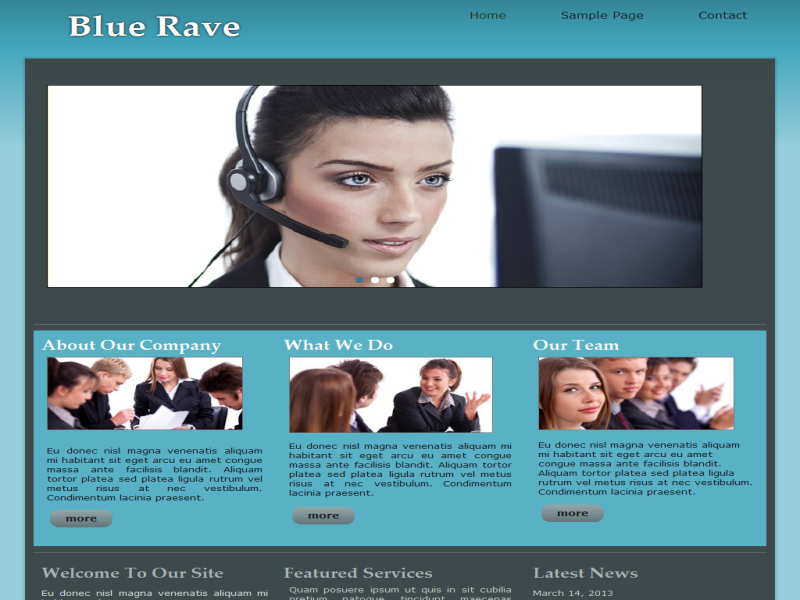 Blue Rave
Home
Sample Page
Contact
About Our Company
Eu donec nisl magna venenatis aliquam
mi habitant sit eget arcu eu amet congue
massa ante facilisis blandit. Aliquam
tortor platea sed platea ligula rutrum vel
metus risus at nec vestibulum.
Condimentum lacinia praesent.
more
What We Do
Eu donec nisl magna venenatis aliquam mi
habitant sit eget arcu eu amet congue
massa ante facilisis blandit. Aliquam tortor
platea sed platea ligula rutrum vel metus
risus at nec vestibulum. Condimentum
lacinia praesent.
more
Our Team
Eu donec nisl magna venenatis aliquam
mi habitant sit eget arcu eu amet
congue massa ante facilisis blandit.
Aliquam tortor platea sed platea ligula
rutrum vel metus risus at nec vestibulum.
Condimentum lacinia praesent.
more
Welcome To Our Site
Eu donec nisl magna venenatis aliquam mi
Featured Services
Quam posuere ipsum ut quis in sit cubilia
pretium natoque tincidunt maecenas
Latest News
March 14, 2013